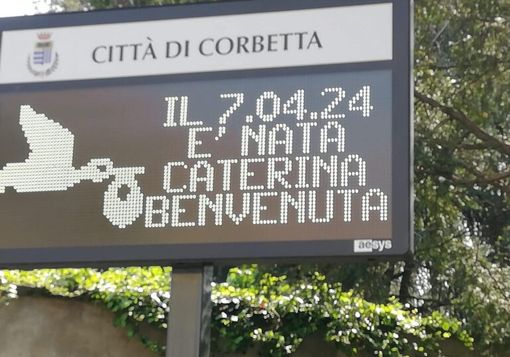 CITTÀ DI CORBETTA
IL 7.04.24
E' NATA
CATERINA
BENVENUTA
aesys